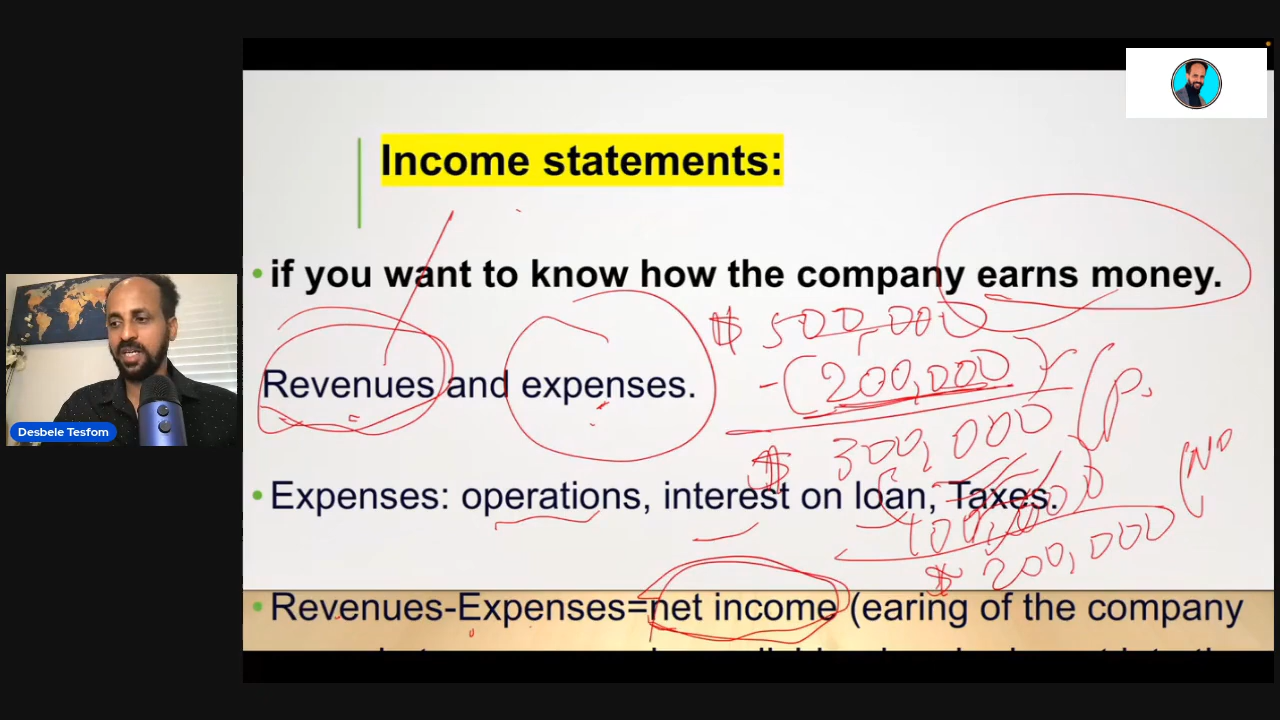 Income statements:
if you want to know how the company earns money.
$ 500,000
Revenues and expenses.
- (200,000)
$ 300,000
Expenses: operations, interest on loan, Taxes.
100,000
$ 200,000
Desbele Tesfom
Revenues-Expenses=net income (earing of the company